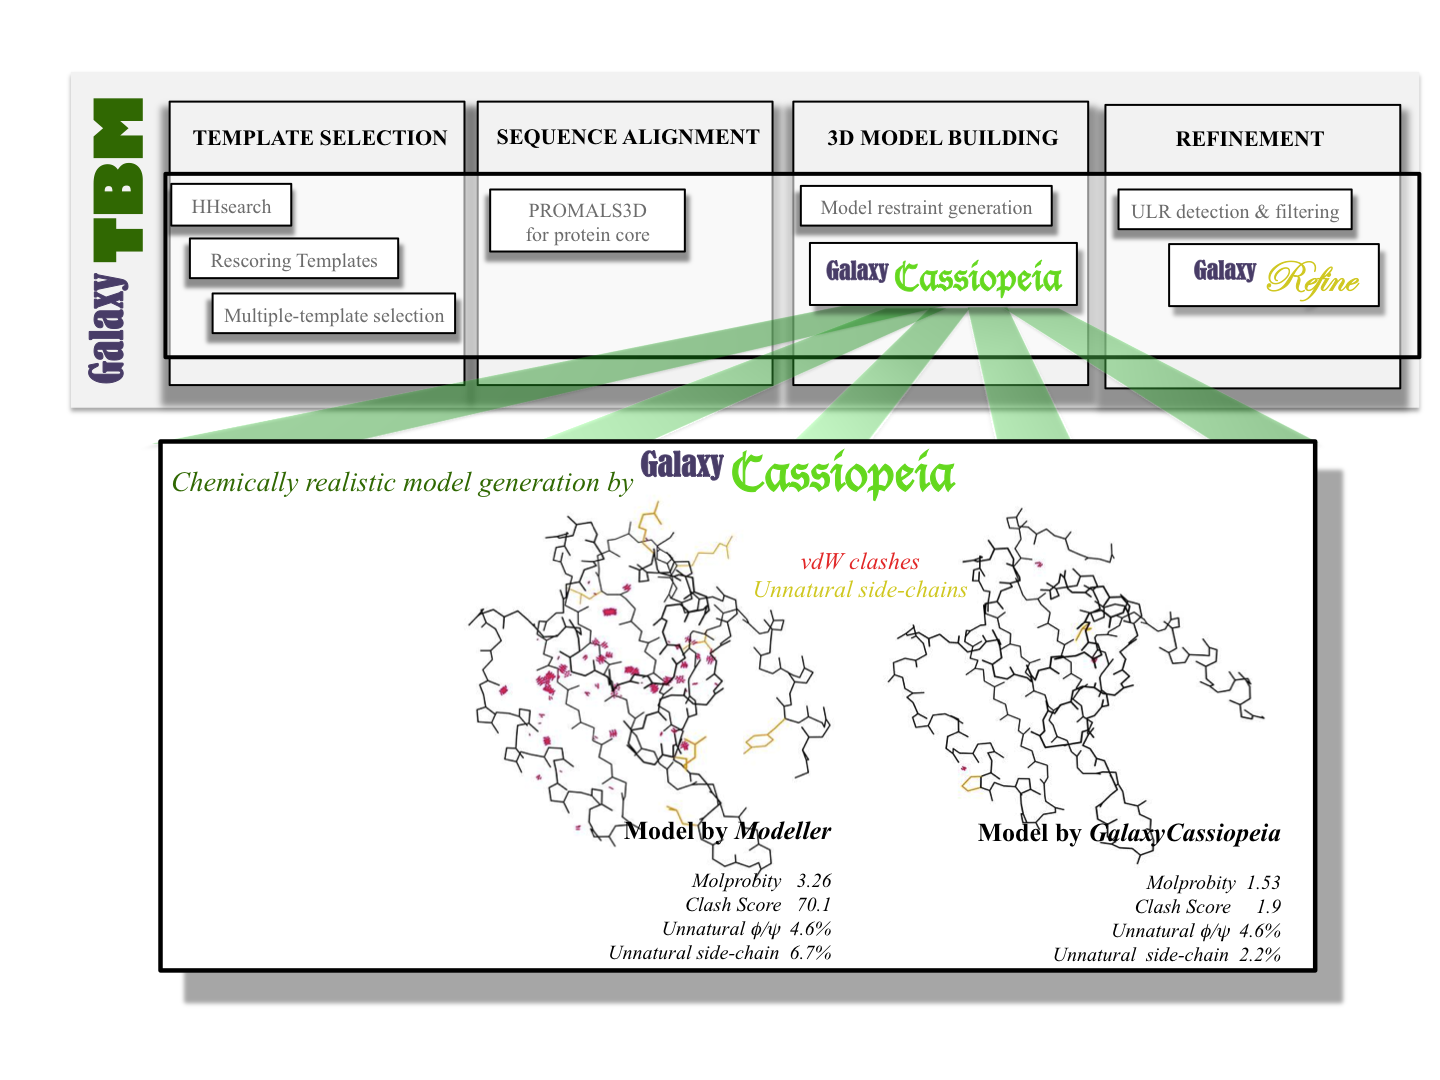 Galaxy TBM
TEMPLATE SELECTION
HHsearch
Rescoring Templates
Multiple-template selection
SEQUENCE ALIGNMENT
PROMALS3D
for protein core
3D MODEL BUILDING
Model restraint generation
Galaxy Cassiopeia
REFINEMENT
ULR detection & filtering
Galaxy Refine
Chemically realistic model generation by Galaxy Cassiopeia
vdW clashes
Unnatural side-chains
Model by Modeller
Molprobity 3.26
Clash Score 70.1
Unnatural ϕ/ψ 4.6%
Unnatural side-chain 6.7%
Model by GalaxyCassiopeia
Molprobity 1.53
Clash Score 1.9
Unnatural ϕ/ψ 4.6%
Unnatural side-chain 2.2%